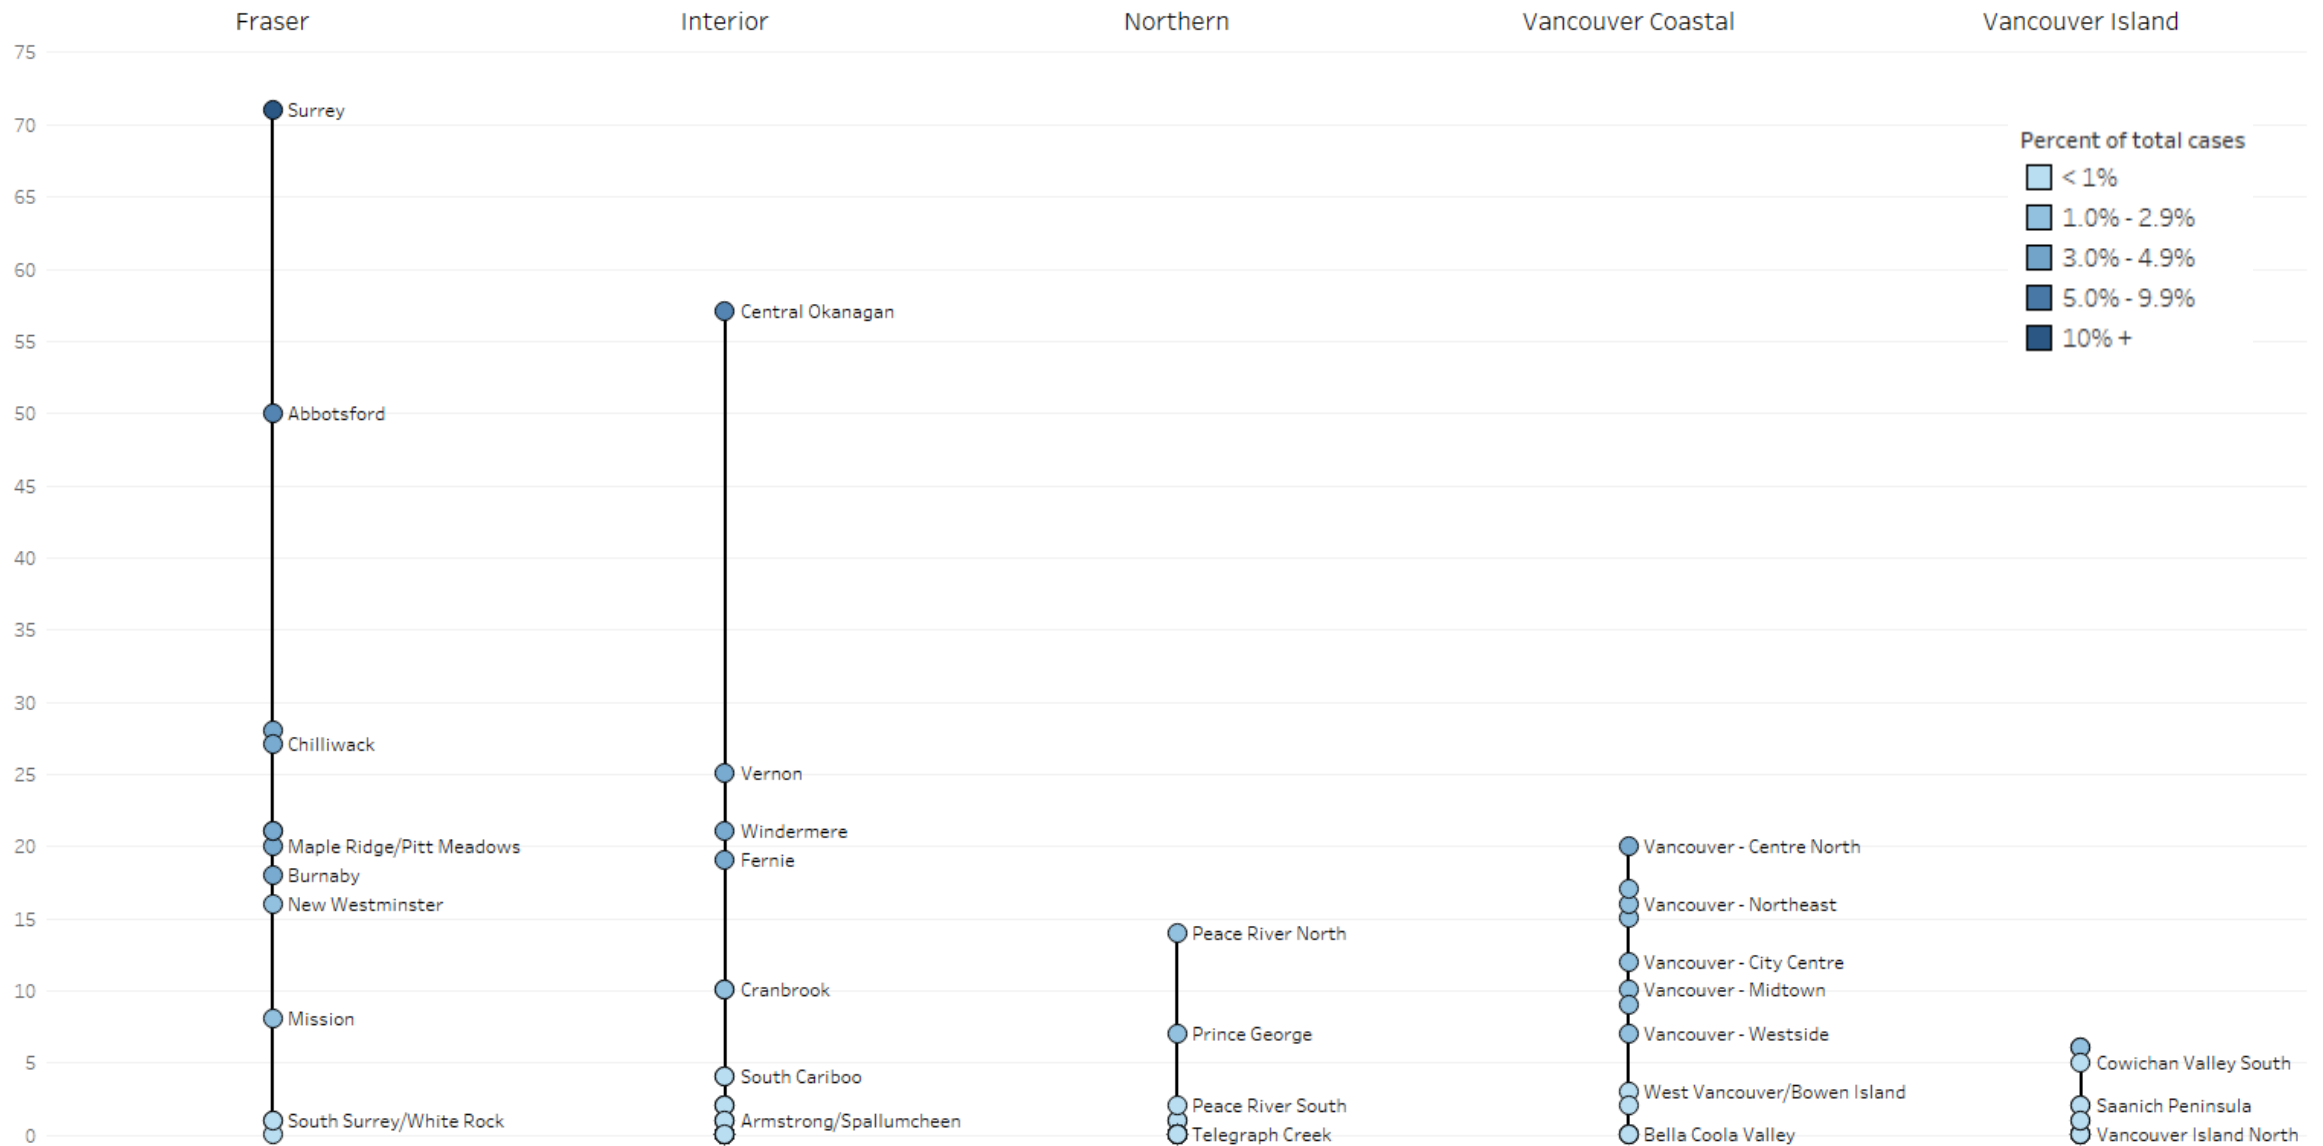 Fraser
Interior
Northern
Vancouver Coastal
Vancouver Island
75
70
65
60
55
50
45
40
35
30
25
20
15
10
5
0
Surrey
Abbotsford
Chilliwack
Maple Ridge/Pitt Meadows
Burnaby
New Westminster
Mission
South Surrey/White Rock
Central Okanagan
Vernon
Windermere
Fernie
Cranbrook
South Cariboo
Armstrong/Spallumcheen
Peace River North
Prince George
Peace River South
Telegraph Creek
Vancouver - Centre North
Vancouver - Northeast
Vancouver - City Centre
Vancouver - Midtown
Vancouver - Westside
West Vancouver/Bowen Island
Bella Coola Valley
Cowichan Valley South
Saanich Peninsula
Vancouver Island North
Percent of total cases
< 1%
1.0% - 2.9%
3.0% - 4.9%
5.0% - 9.9%
10% +